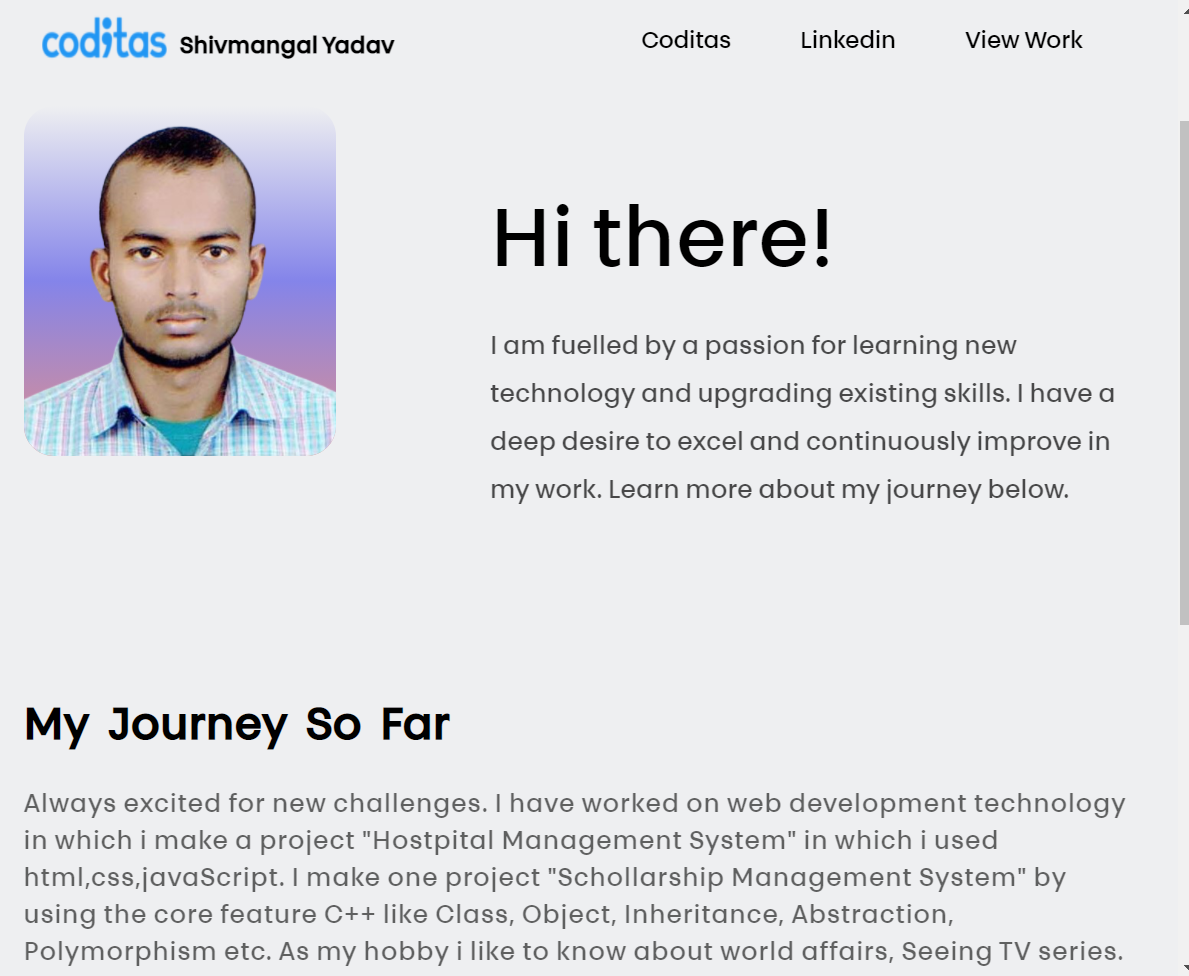 coditas Shivmangal Yadav
Coditas Linkedin View Work
Hi there!
I am fuelled by a passion for learning new
technology and upgrading existing skills. I have a
deep desire to excel and continuously improve in
my work. Learn more about my journey below.
My Journey So Far
Always excited for new challenges. I have worked on web development technology
in which i make a project "Hostpital Management System" in which i used
html,css,javaScript. I make one project "Schollarship Management System" by
using the core feature C++ like Class, Object, Inheritance, Abstraction,
Polymorphism etc. As my hobby i like to know about world affairs, Seeing TV series.